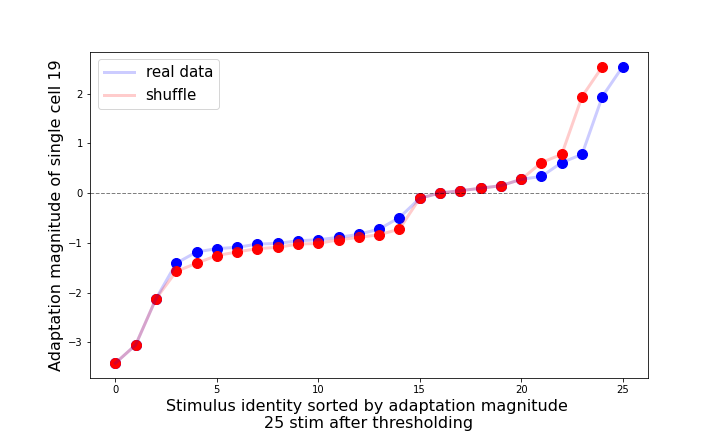 real data
shuffle
Adaptation magnitude of single cell 19
2
1
0
−1
−2
−3
0 5 10 15 20 25
Stimulus identity sorted by adaptation magnitude
25 stim after thresholding